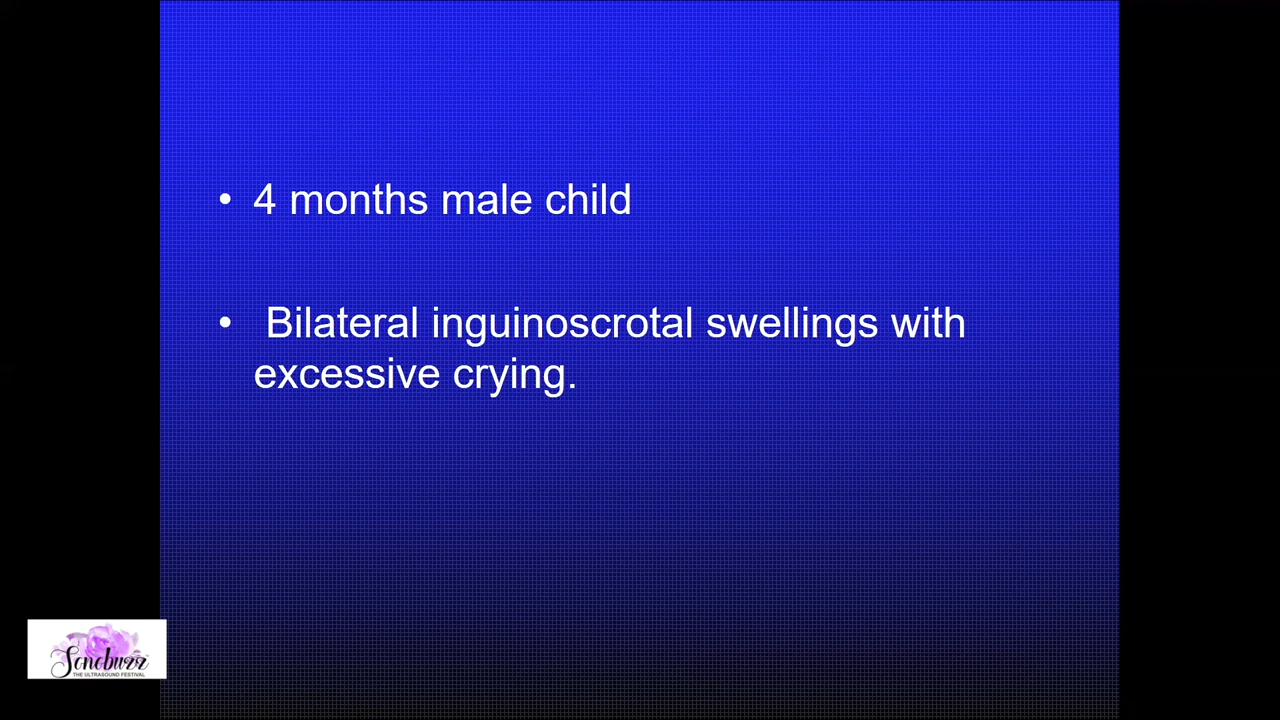 • 4 months male child
• Bilateral inguinoscrotal swellings with
excessive crying.
Sonobuzz
THE ULTRASOUND FESTIVAL